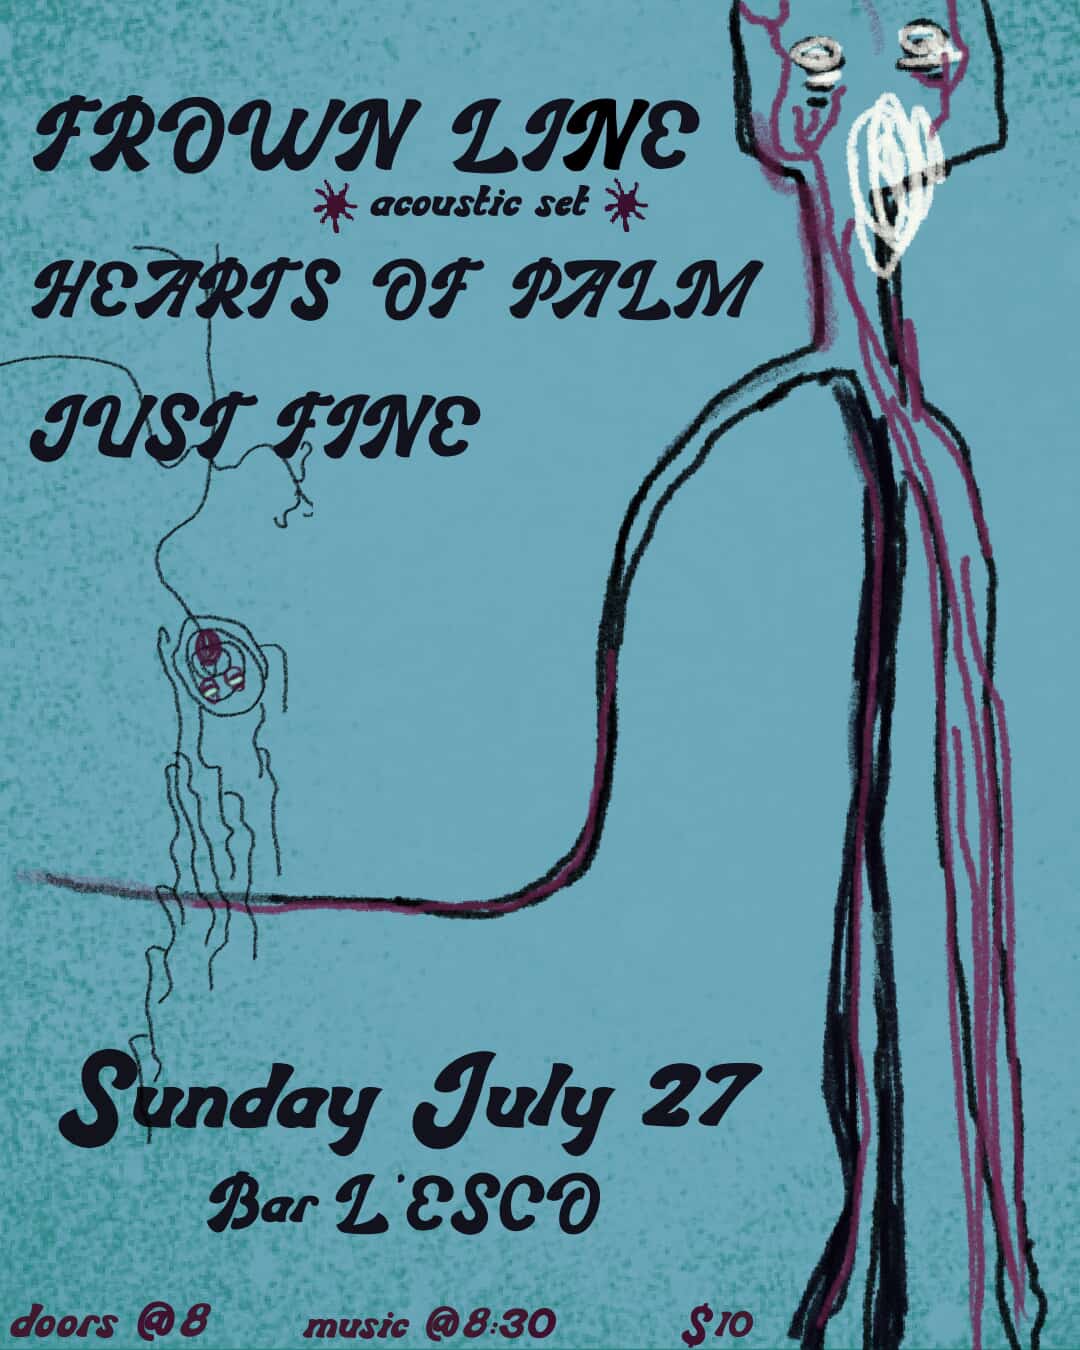 FROWN LINE
acoustic set
HEARTS OF PALM
JUST FINE
Sunday July 27
Bar L'ESCO
doors @8 music @8:30 $10